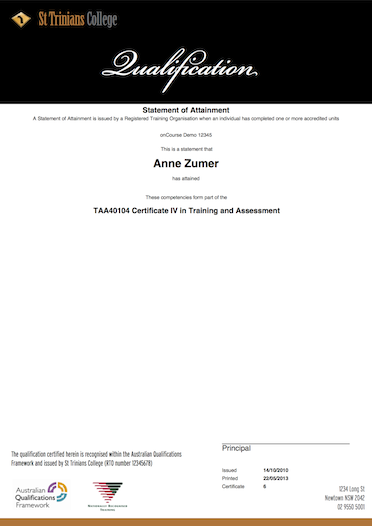 St Trinians College
Qualification
Statement of Attainment
A Statement of Attainment is issued by a Registered Training Organisation when an individual has completed one or more accredited units
onCourse Demo 12345
This is a statement that
Anne Zumer
has attained
These competencies form part of the
TAA40104 Certificate IV in Training and Assessment
The qualification certified herein is recognised within the Australian Qualifications
Framework and issued by St Trinians College (RTO number 12345678)
Principal
Issued 14/10/2010
Printed 22/05/2013
Certificate 6
Australian
Qualifications
Framework
Nationally Recognised
Training
1234 Long St
Newtown NSW 2042
02 9550 5001